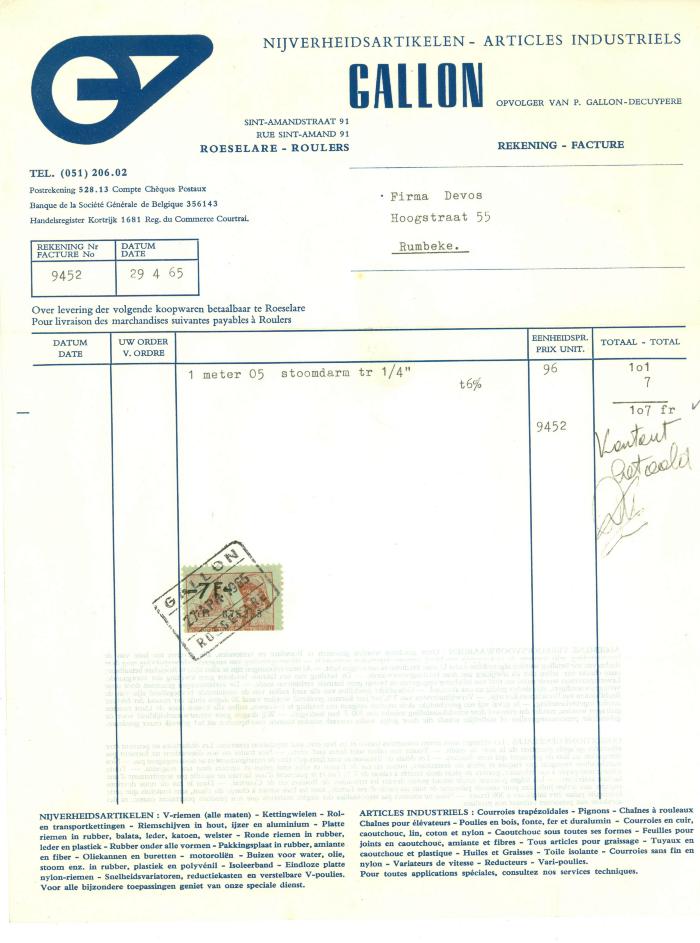 NIJVERHEIDSARTIKELEN - ARTICLES INDUSTRIELS
GALLON
OPVOLGER VAN P. GALLON-DECUYPERE
SINT-AMANDSTRAAT 91
RUE SINT-AMAND 91
ROESELARE - ROULERS
REKENING - FACTURE
TEL. (051) 206.02
Postrekening 528.13 Compte Chèques Postaux
Banque de la Société Générale de Belgique 356143
Handelsregister Kortrijk 1681 Reg. du Commerce Courtrai.
Firma Devos
Hoogstraat 55
Rumbeke.
REKENING Nr DATUM
FACTURE No DATE
9452 29 4 65
Over levering der volgende koopwaren betaalbaar te Roeselare
Pour livraison des marchandises suivantes payables à Roulers
DATUM UW ORDER EENHEIDSPR. TOTAAL - TOTAL
DATE V. ORDRE PRIX UNIT.
1 meter 05 stoomdarm tr 1/4" 96 1o1
t6% 7
1o7 fr
9452
Kontant
Betaald
GALLON
-7F-
27 APR 1965
ROESELARE
NIJVERHEIDSARTIKELEN : V-riemen (alle maten) - Kettingwielen - Rol-
en transportkettingen - Riemschijven in hout, ijzer en aluminium - Platte
riemen in rubber, balata, leder, katoen, welster - Ronde riemen in rubber,
leder en plastiek - Rubber onder alle vormen - Pakkingsplaat in rubber, amiante
en fiber - Oliekannen en buretten - motoroliën - Buizen voor water, olie,
stoom enz. in rubber, plastiek en polyvénil - Isoleerband - Eindloze platte
nylon-riemen - Snelheidsvariatoren, reductiekasten en verstelbare V-poulies.
Voor alle bijzondere toepassingen geniet van onze speciale dienst.
ARTICLES INDUSTRIELS : Courroies trapézoïdales - Pignons - Chaînes à rouleaux
Chaînes pour élévateurs - Poulies en bois, fonte, fer et duralumin - Courroies en cuir,
caoutchouc, lin, coton et nylon - Caoutchouc sous toutes ses formes - Feuilles pour
joints en caoutchouc, amiante et fibres - Tous articles pour graissage - Tuyaux en
caoutchouc et plastique - Huiles et Graisses - Toile isolante - Courroies sans fin en
nylon - Variateurs de vitesse - Reducteurs - Vari-poulies.
Pour toutes applications spéciales, consultez nos services techniques.